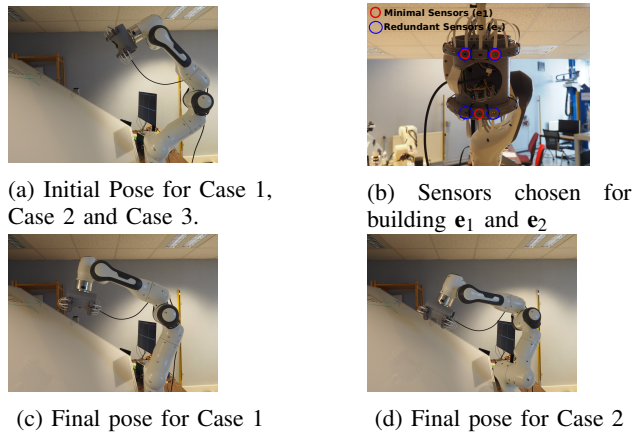 Minimal Sensors (e₁)
Redundant Sensors (e₂)
(a) Initial Pose for Case 1,
Case 2 and Case 3.
(b) Sensors chosen for
building e₁ and e₂
(c) Final pose for Case 1
(d) Final pose for Case 2